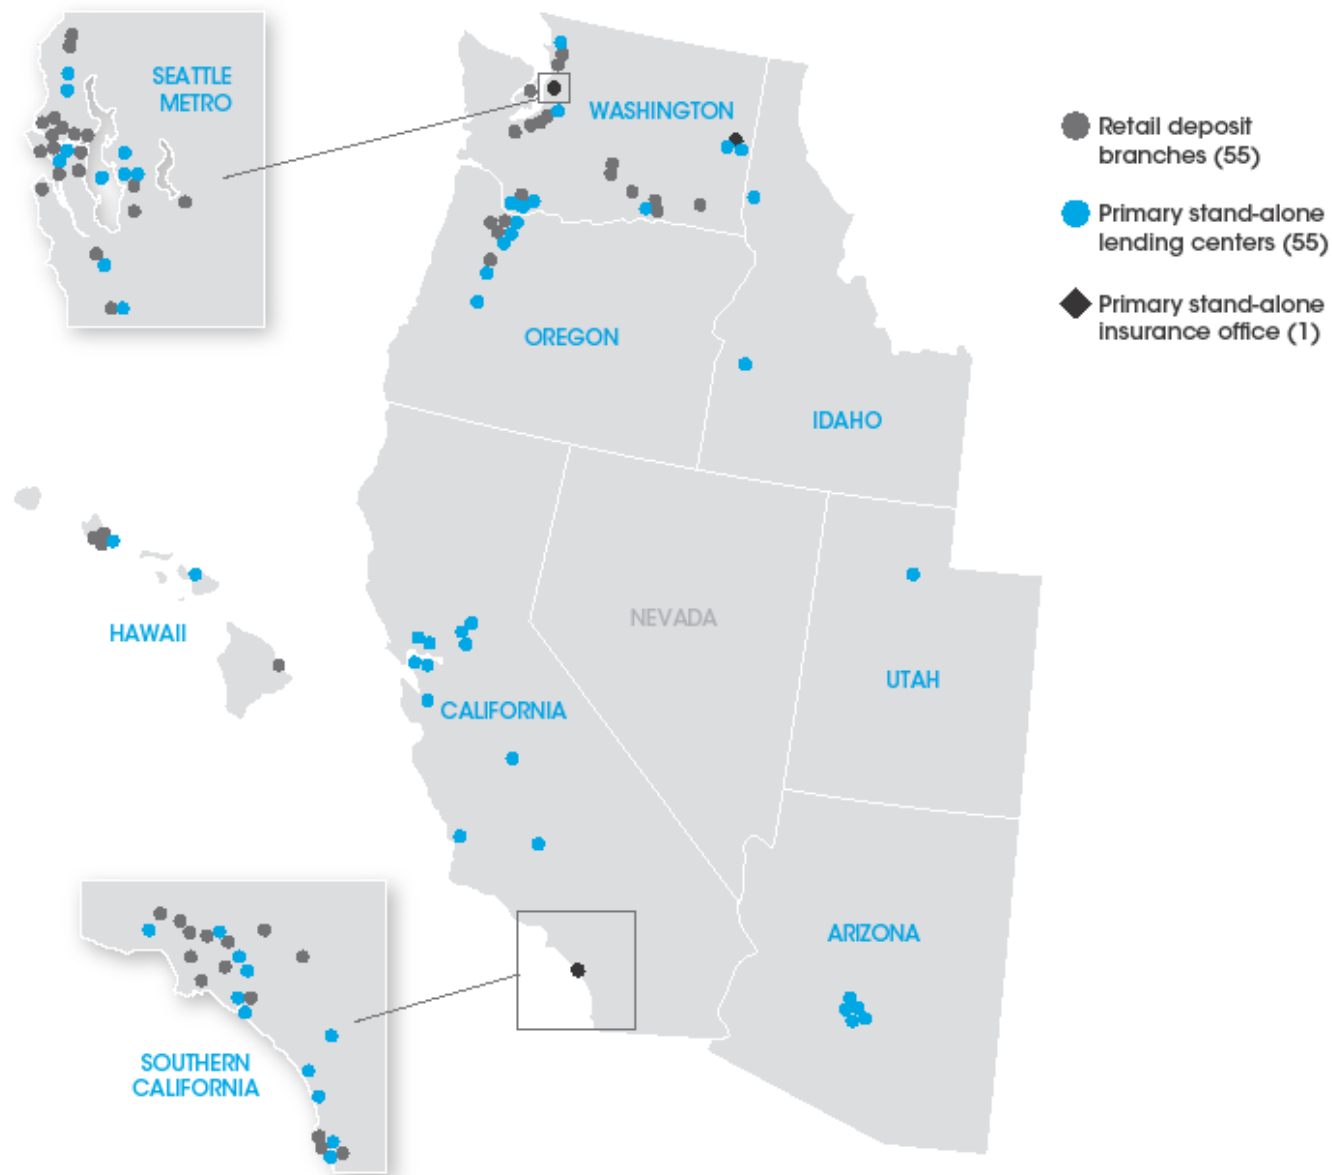 SEATTLE
METRO
WASHINGTON
Retail deposit
branches (55)
Primary stand-alone
lending centers (55)
Primary stand-alone
insurance office (1)
OREGON
IDAHO
HAWAII
NEVADA
UTAH
CALIFORNIA
ARIZONA
SOUTHERN
CALIFORNIA